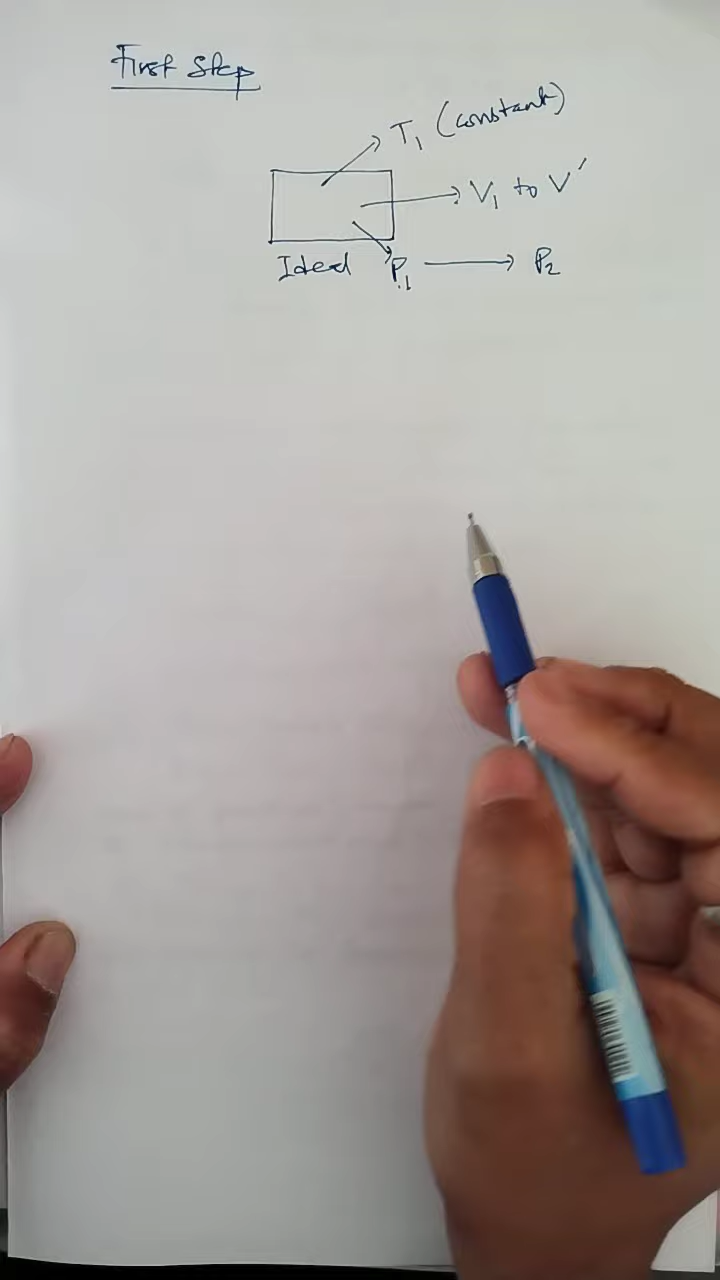 First Step
T₁ (constant)
V₁ to V'
Ideal P₁ → P₂